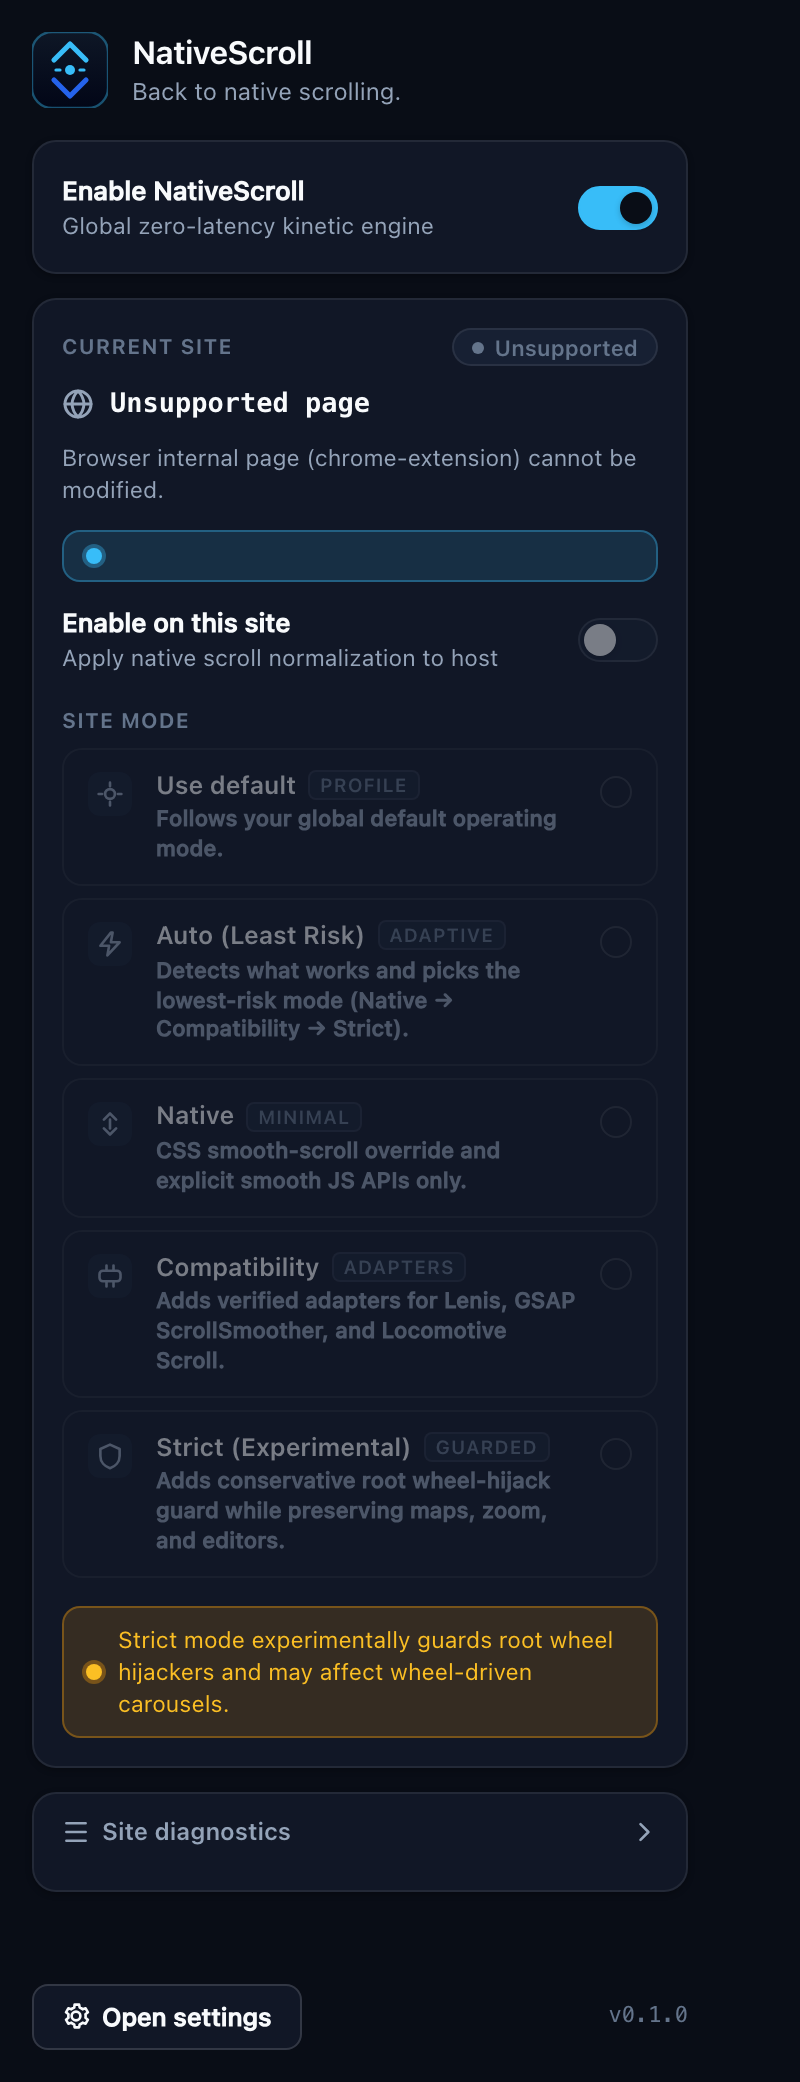 NativeScroll
Back to native scrolling.
Enable NativeScroll
Global zero-latency kinetic engine
CURRENT SITE
Unsupported
Unsupported page
Browser internal page (chrome-extension) cannot be
modified.
Enable on this site
Apply native scroll normalization to host
SITE MODE
Use default PROFILE
Follows your global default operating
mode.
Auto (Least Risk) ADAPTIVE
Detects what works and picks the
lowest-risk mode (Native →
Compatibility → Strict).
Native MINIMAL
CSS smooth-scroll override and
explicit smooth JS APIs only.
Compatibility ADAPTERS
Adds verified adapters for Lenis, GSAP
ScrollSmoother, and Locomotive
Scroll.
Strict (Experimental) GUARDED
Adds conservative root wheel-hijack
guard while preserving maps, zoom,
and editors.
Strict mode experimentally guards root wheel
hijackers and may affect wheel-driven
carousels.
Site diagnostics
Open settings
v0.1.0